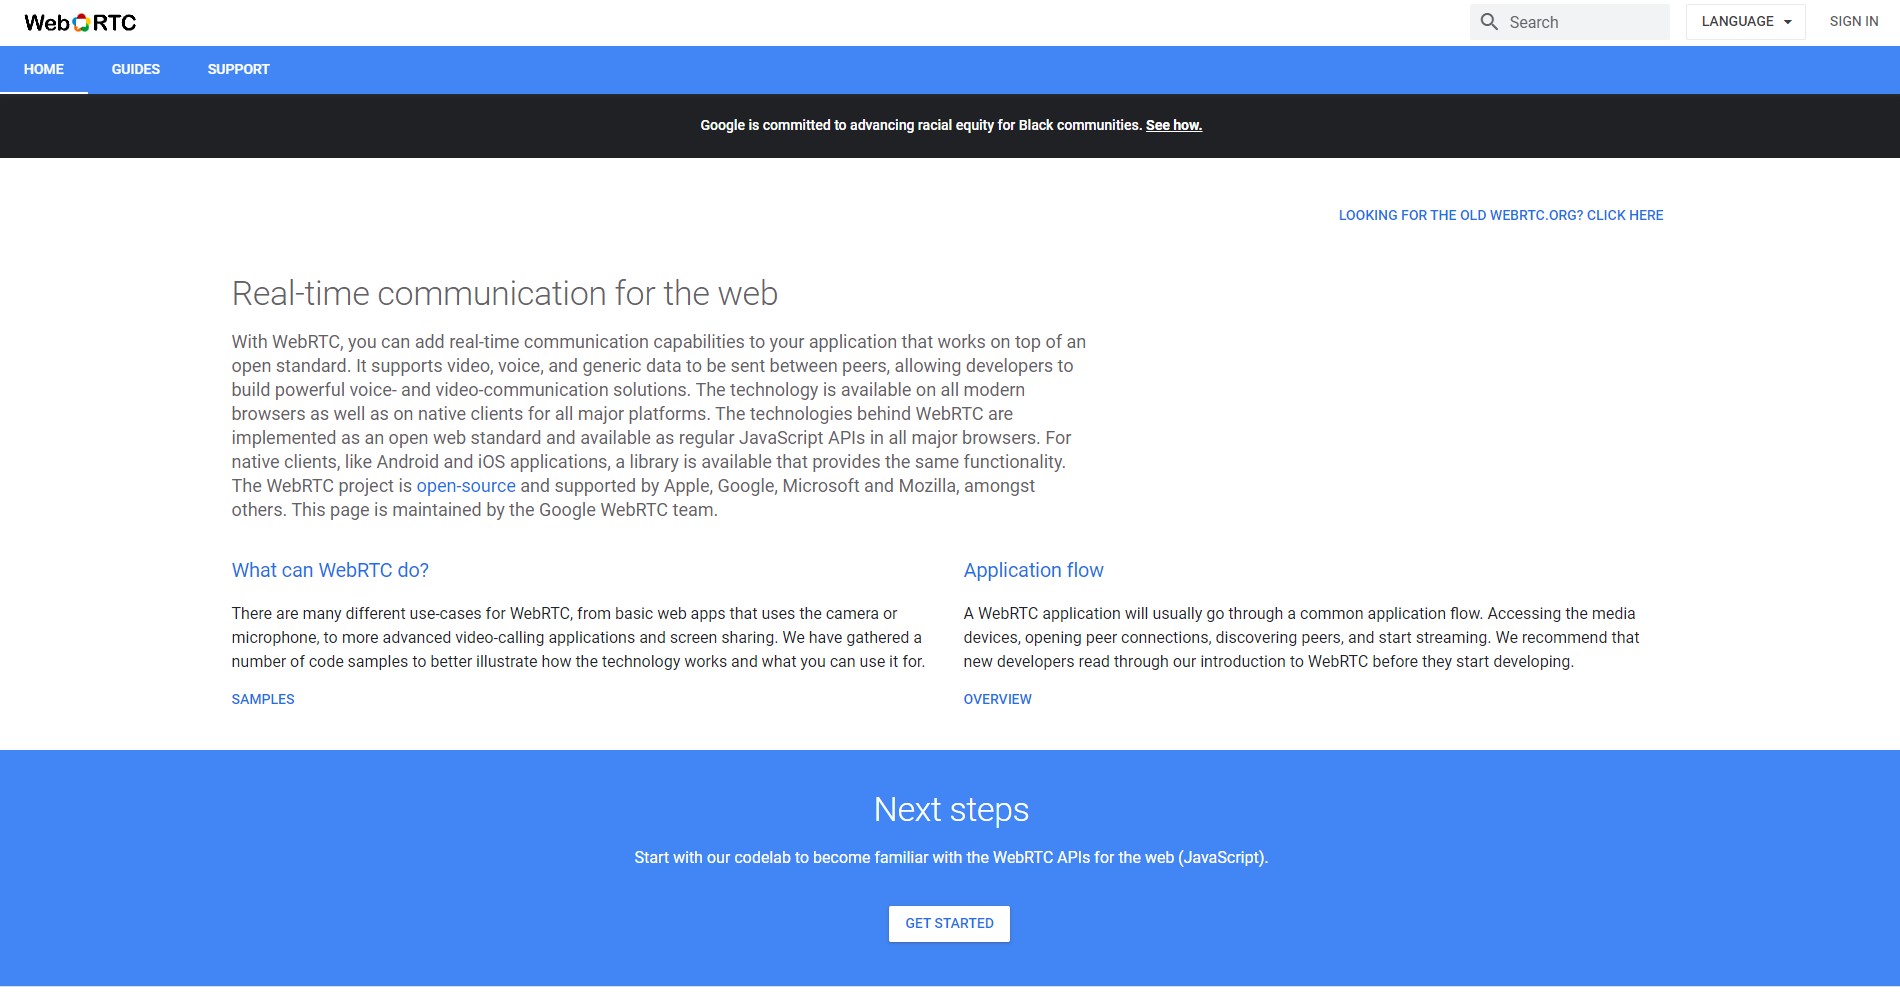 WebRTC
Search
LANGUAGE
SIGN IN
HOME
GUIDES
SUPPORT
Google is committed to advancing racial equity for Black communities. See how.
LOOKING FOR THE OLD WEBRTC.ORG? CLICK HERE
Real-time communication for the web
With WebRTC, you can add real-time communication capabilities to your application that works on top of an
open standard. It supports video, voice, and generic data to be sent between peers, allowing developers to
build powerful voice- and video-communication solutions. The technology is available on all modern
browsers as well as on native clients for all major platforms. The technologies behind WebRTC are
implemented as an open web standard and available as regular JavaScript APIs in all major browsers. For
native clients, like Android and iOS applications, a library is available that provides the same functionality.
The WebRTC project is open-source and supported by Apple, Google, Microsoft and Mozilla, amongst
others. This page is maintained by the Google WebRTC team.
What can WebRTC do?
There are many different use-cases for WebRTC, from basic web apps that uses the camera or
microphone, to more advanced video-calling applications and screen sharing. We have gathered a
number of code samples to better illustrate how the technology works and what you can use it for.
SAMPLES
Application flow
A WebRTC application will usually go through a common application flow. Accessing the media
devices, opening peer connections, discovering peers, and start streaming. We recommend that
new developers read through our introduction to WebRTC before they start developing.
OVERVIEW
Next steps
Start with our codelab to become familiar with the WebRTC APIs for the web (JavaScript).
GET STARTED